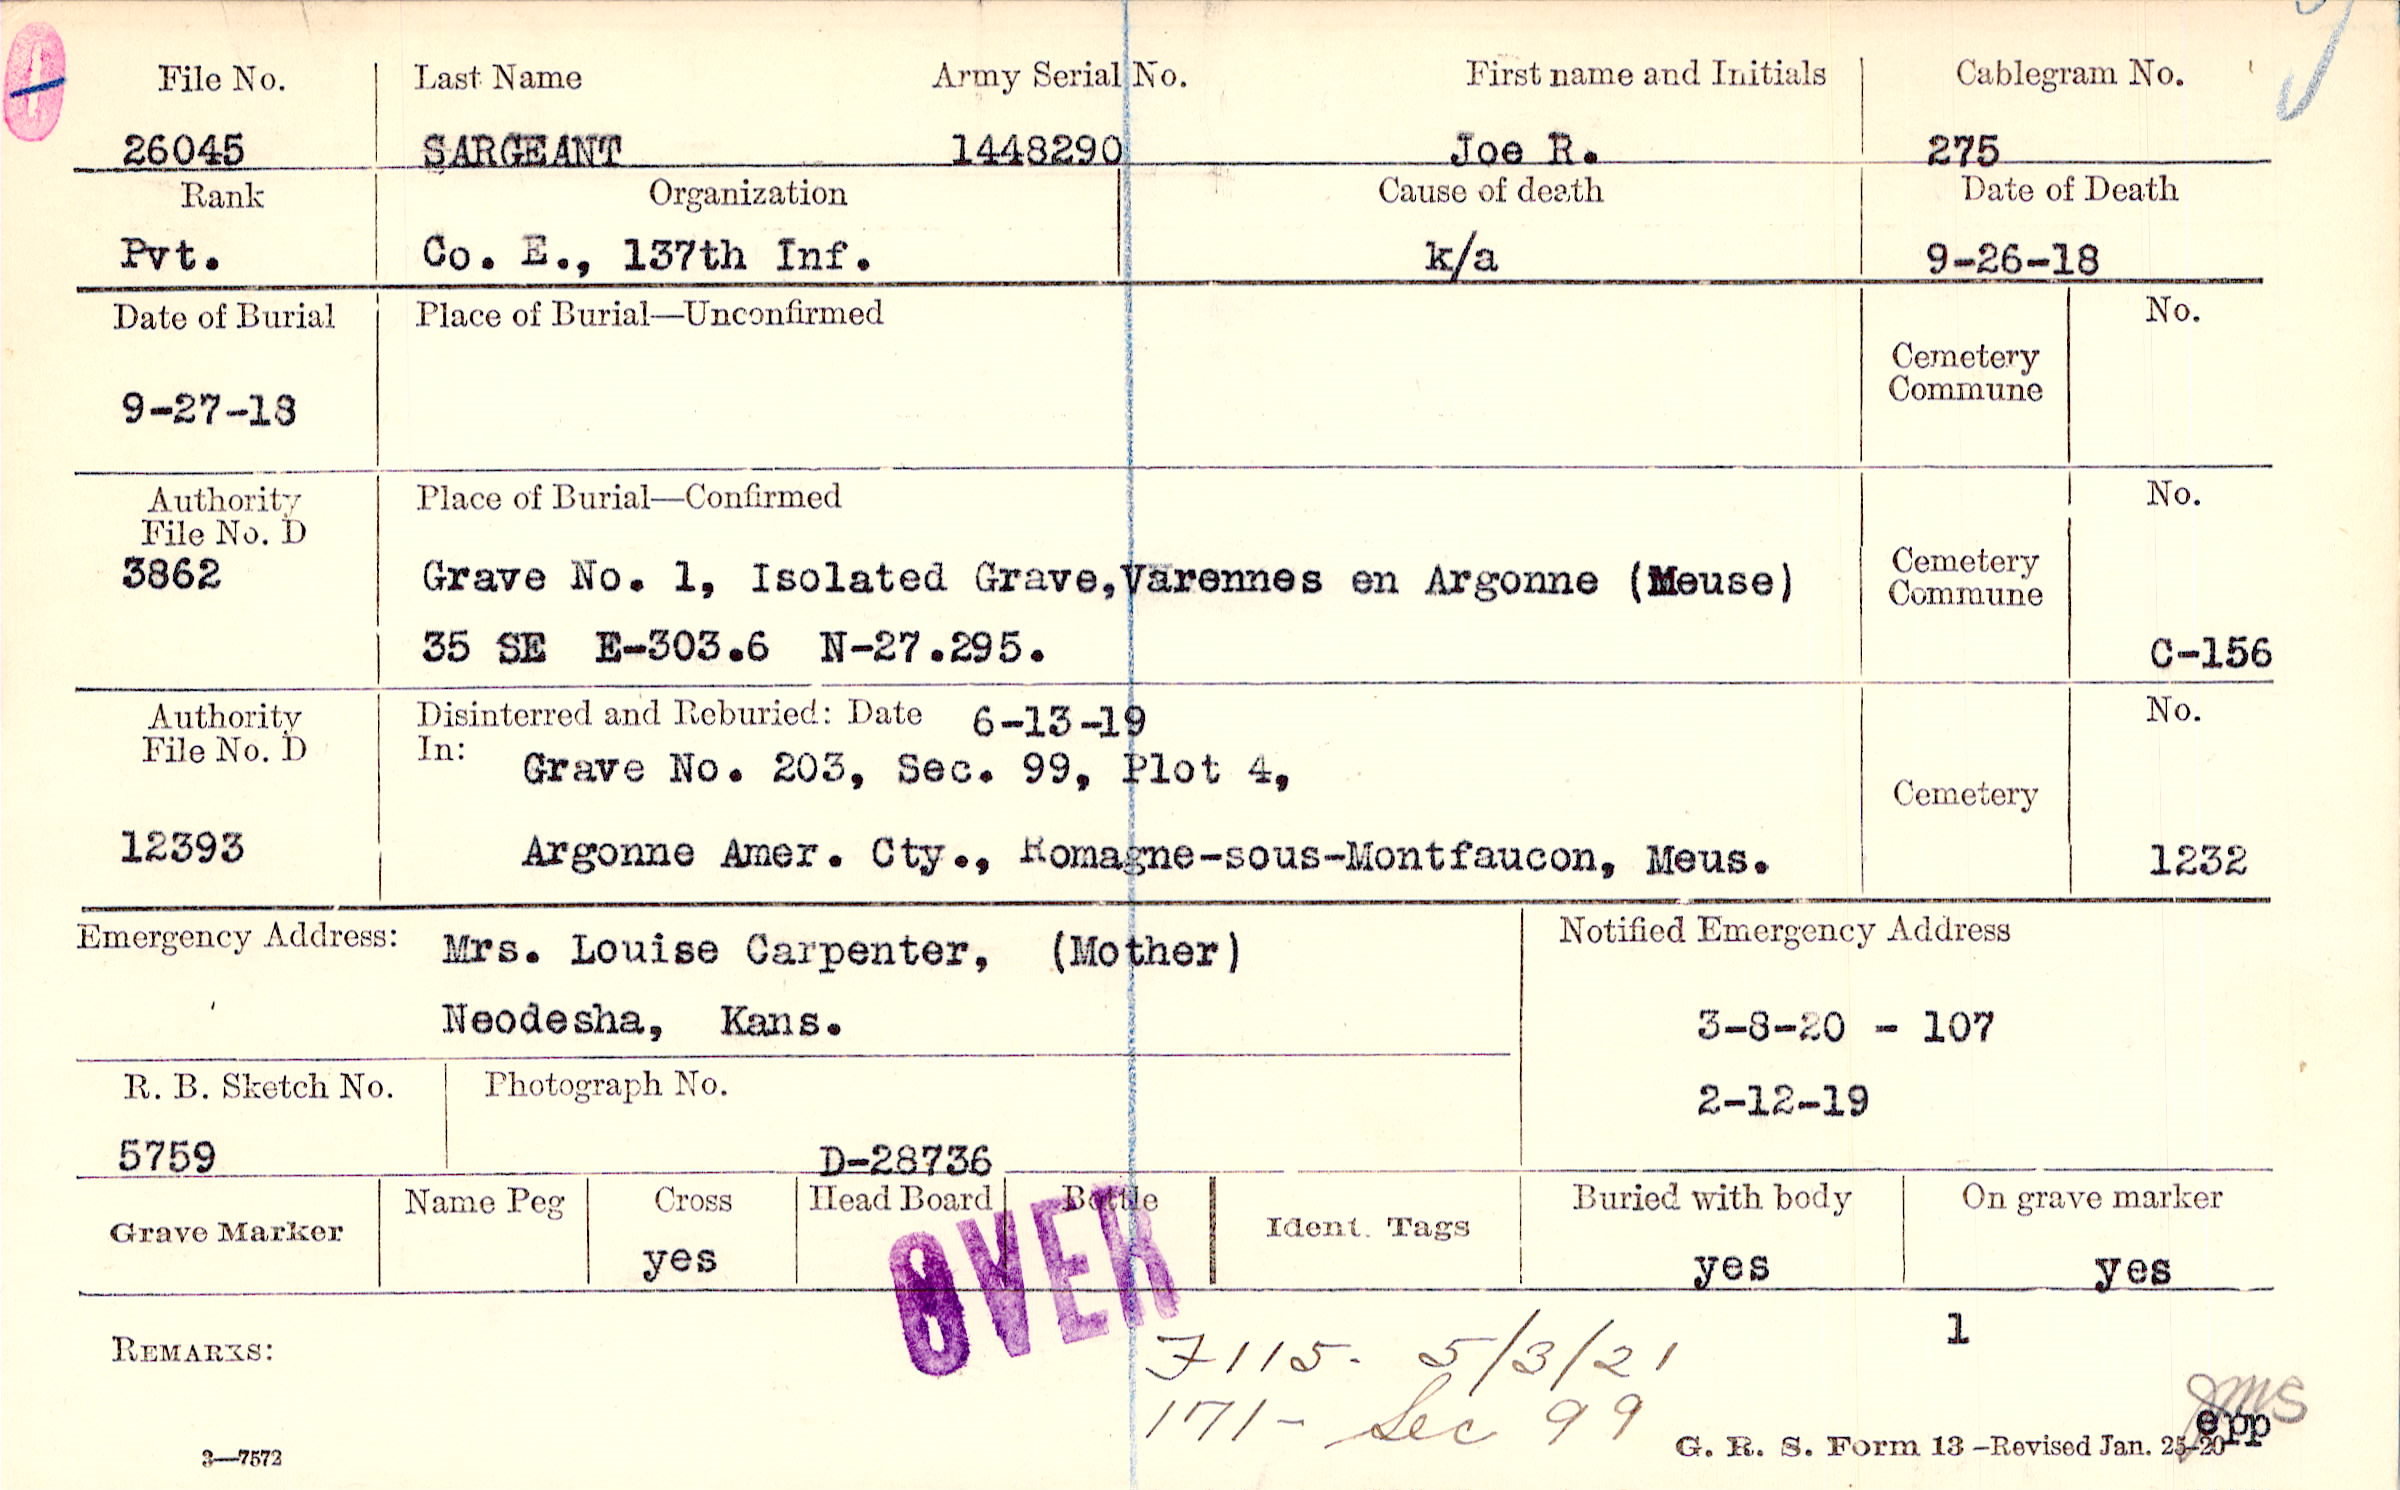 File No. Last Name Army Serial No. First name and Initials Cablegram No.
26045 SARGEANT 1448290 Joe R. 275
Rank Organization Cause of death Date of Death
Pvt. Co. E., 137th Inf. k/a 9-26-18
Date of Burial Place of Burial—Unconfirmed No.
Cemetery
Commune
9-27-18
Authority Place of Burial—Confirmed No.
File No. D
3862 Grave No. 1, Isolated Grave, Varennes en Argonne (Meuse) Cemetery
Commune
35 SE E-303.6 N-27.295. C-156
Authority Disinterred and Reburied: Date 6-13-19 No.
File No. D In:
Grave No. 203, Sec. 99, Plot 4,
Cemetery
12393 Argonne Amer. Cty., Romagne-sous-Montfaucon, Meus. 1232
Emergency Address: Mrs. Louise Carpenter, (Mother) Notified Emergency Address
Neodesha, Kans. 3-8-20 - 107
R. B. Sketch No. Photograph No. 2-12-19
5759 D-28736
Grave Marker Name Peg Cross Head Board Bottle Ident. Tags Buried with body On grave marker
yes yes yes
OVER
1
REMARKS: F115- 5/3/21
171- Sec 99
JMS
epp
3—7572 G. R. S. Form 13—Revised Jan. 25-20